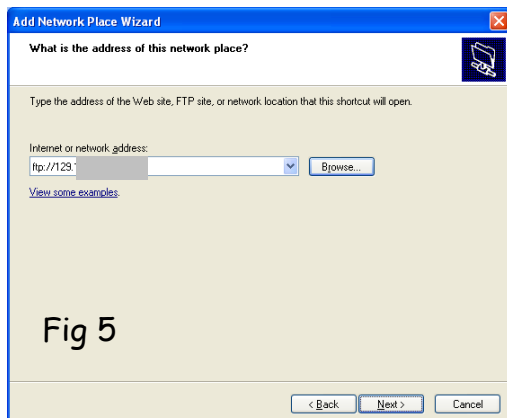 Add Network Place Wizard
What is the address of this network place?
Type the address of the Web site, FTP site, or network location that this shortcut will open.
Internet or network address:
ftp://129.
Browse...
View some examples.
Fig 5
< Back
Next >
Cancel